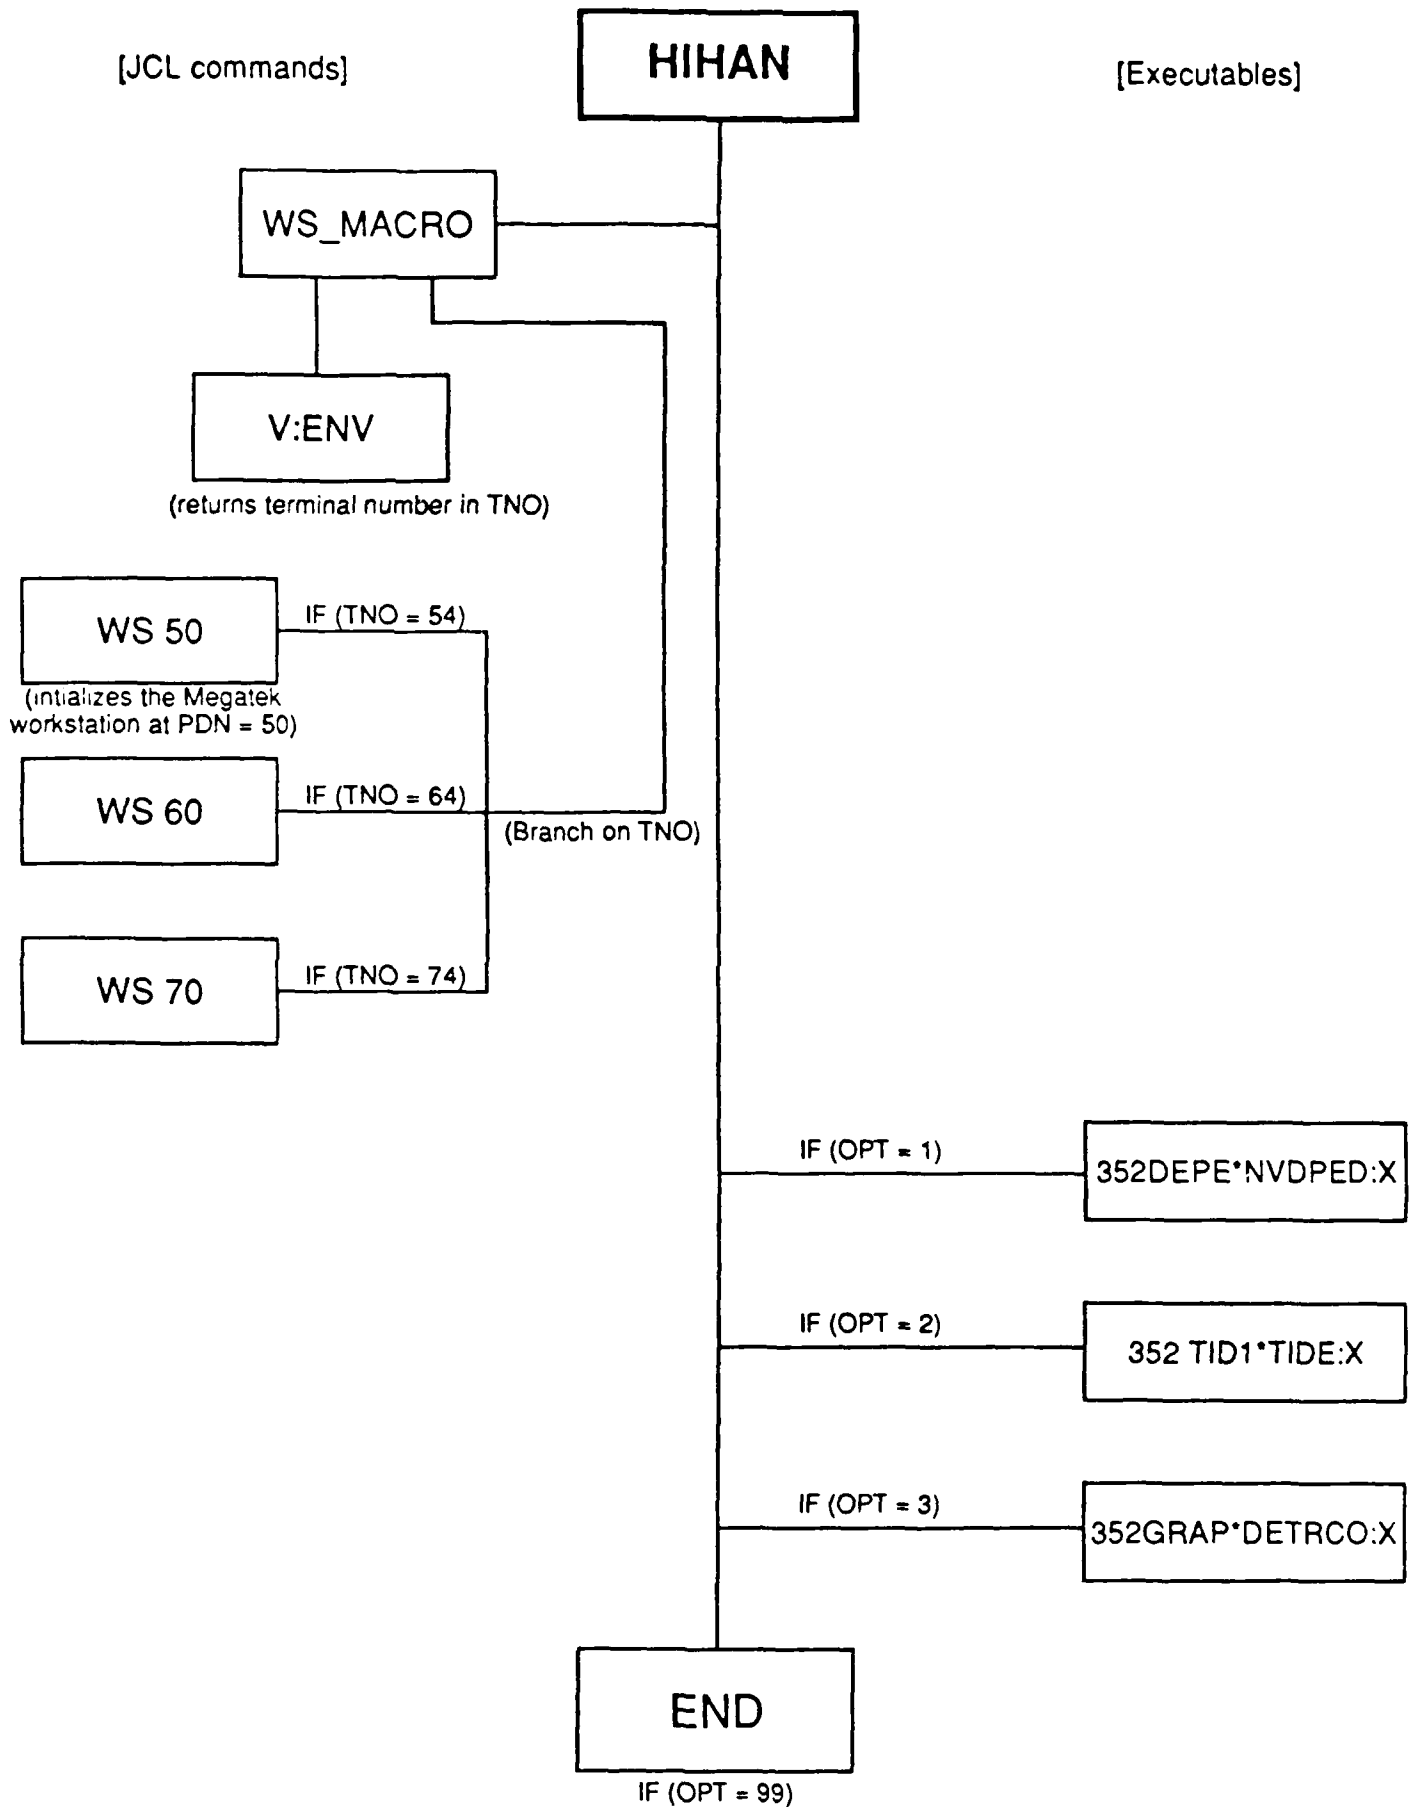 HIHAN
[JCL commands]
[Executables]
WS_MACRO
V:ENV
(returns terminal number in TNO)
WS 50
IF (TNO = 54)
(intializes the Megatek
workstation at PDN = 50)
WS 60
IF (TNO = 64)
(Branch on TNO)
WS 70
IF (TNO = 74)
IF (OPT = 1)
352DEPE*NVDPED:X
IF (OPT = 2)
352 TID1*TIDE:X
IF (OPT = 3)
352GRAP*DETRCO:X
END
IF (OPT = 99)